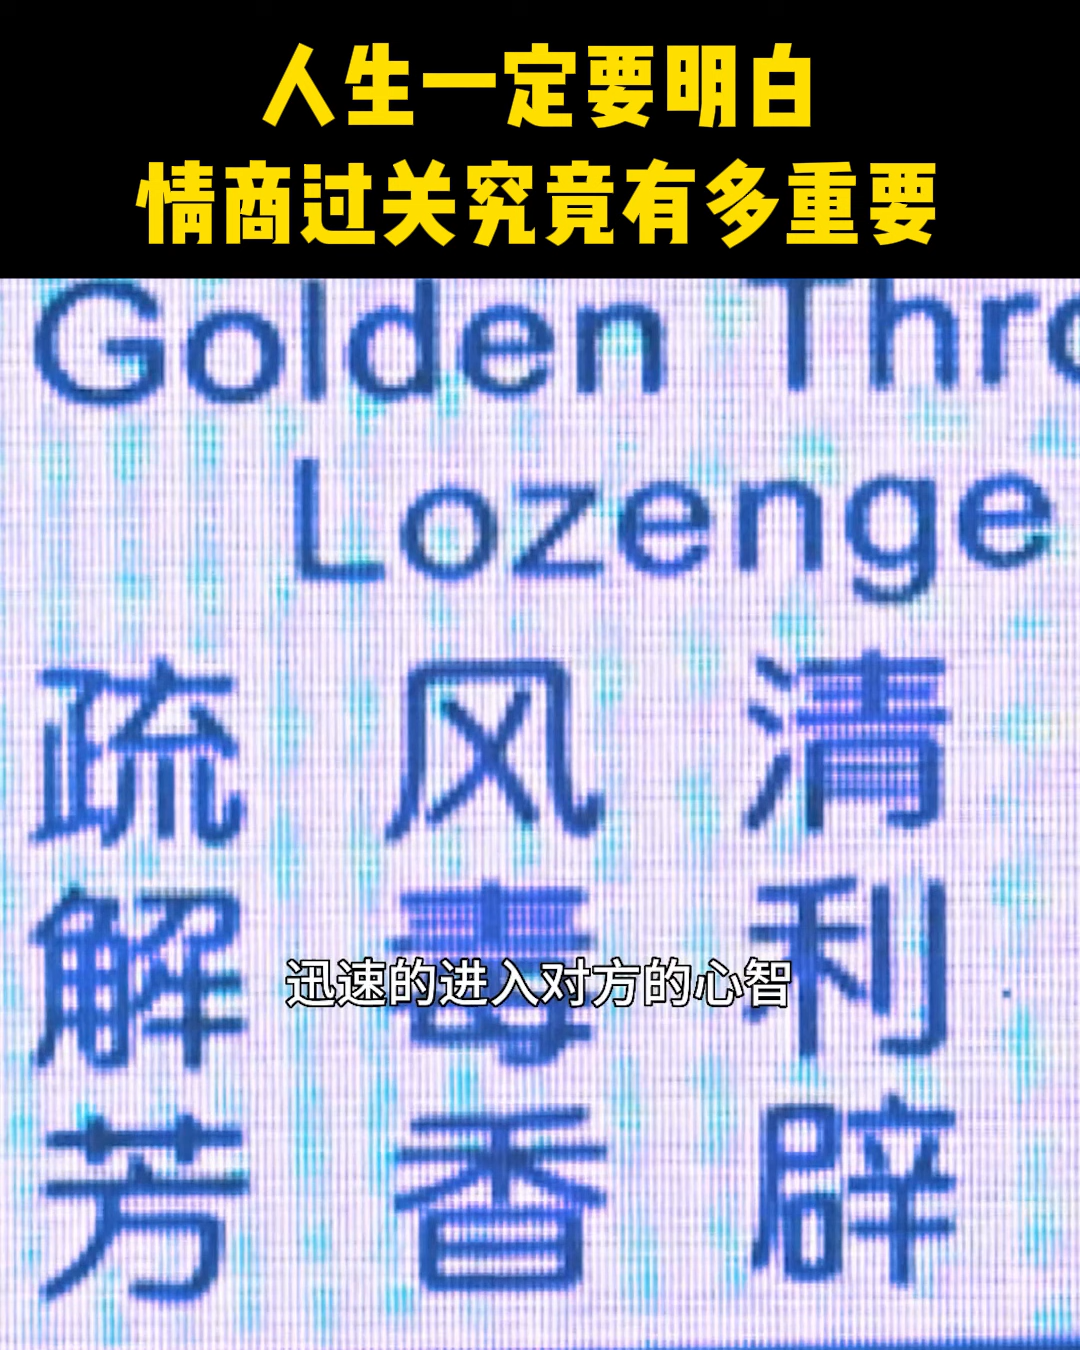 人生一定要明白
情商过关究竟有多重要
Golden Thro
Lozenge
疏风清
解毒利
迅速的进入对方的心智
芳香辟